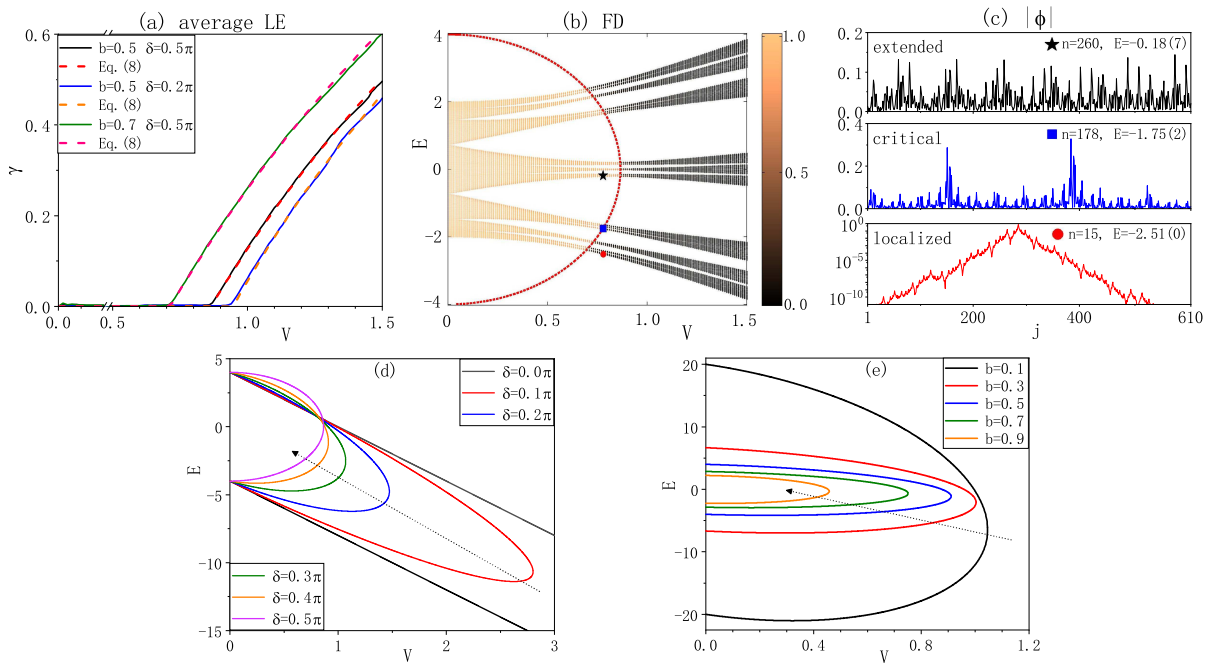 (a) average LE
γ
0.6
0.4
0.2
0.0
b=0.5 δ=0.5π
Eq.(8)
b=0.5 δ=0.2π
Eq.(8)
b=0.7 δ=0.5π
Eq.(8)
0.0 0.5 1.0 1.5
V
(b) FD
E
4
2
0
−2
−4
0 0.5 1.0 1.5
V
1.0
0.5
0.0
(c) |ϕ|
0.2
0.1
0.0
extended
n=260, E=−0.18(7)
0.4
0.2
0.0
critical
n=178, E=−1.75(2)
10⁰
10⁻⁵
10⁻¹⁰
localized
n=15, E=−2.51(0)
1 200 400 610
j
(d)
E
5
0
-5
-10
-15
δ=0.0π
δ=0.1π
δ=0.2π
δ=0.3π
δ=0.4π
δ=0.5π
0 1 2 3
V
(e)
E
20
10
0
-10
-20
b=0.1
b=0.3
b=0.5
b=0.7
b=0.9
0.0 0.4 0.8 1.2
V